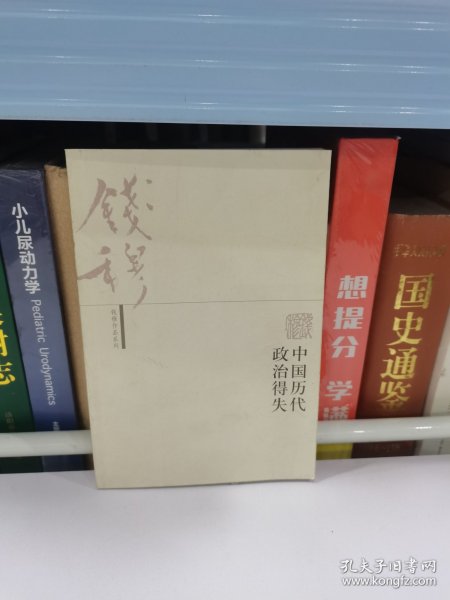 錢穆
钱穆作品系列
中国历代
政治得失
小儿尿动力学
Pediatric Urodynamics
想提分 学
国史通鉴
孔夫子旧书网
www.kongfz.com